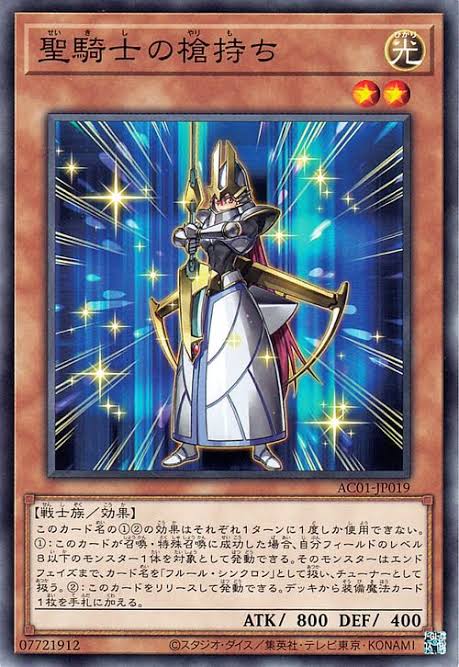 聖騎士の槍持ち
光
AC01-JP019
【戦士族／効果】
このカード名の①②の効果はそれぞれ１ターンに１度しか使用できない。
①：このカードが召喚・特殊召喚に成功した場合、自分フィールドのレベル
８以下のモンスター１体を対象として発動できる。そのモンスターはエンド
フェイズまで、カード名を「フルール・シンクロン」として扱い、チューナーとして
扱う。②：このカードをリリースして発動できる。デッキから装備魔法カード
１枚を手札に加える。
ATK/ 800 DEF/ 400
07721912
©スタジオ・ダイス／集英社・テレビ東京・KONAMI